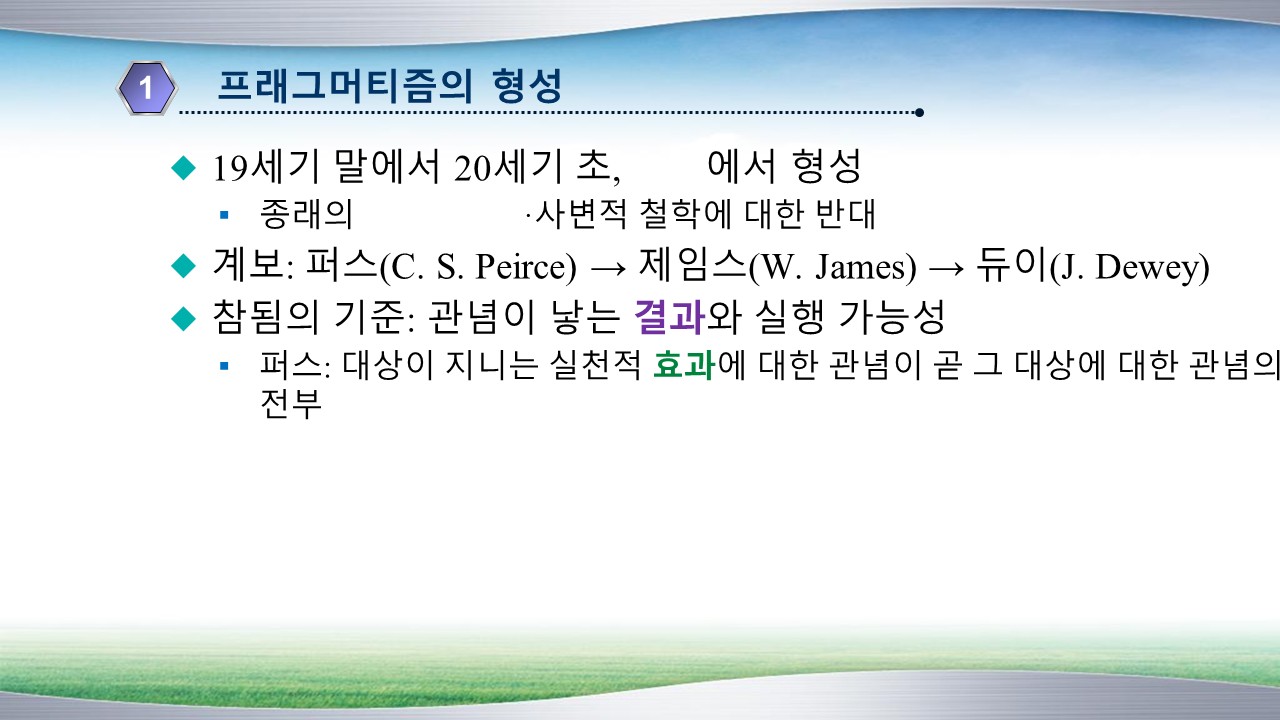 1 프래그머티즘의 형성
19세기 말에서 20세기 초, 에서 형성
종래의 ·사변적 철학에 대한 반대
계보: 퍼스(C. S. Peirce) → 제임스(W. James) → 듀이(J. Dewey)
참됨의 기준: 관념이 낳는 결과와 실행 가능성
퍼스: 대상이 지니는 실천적 효과에 대한 관념이 곧 그 대상에 대한 관념의
전부